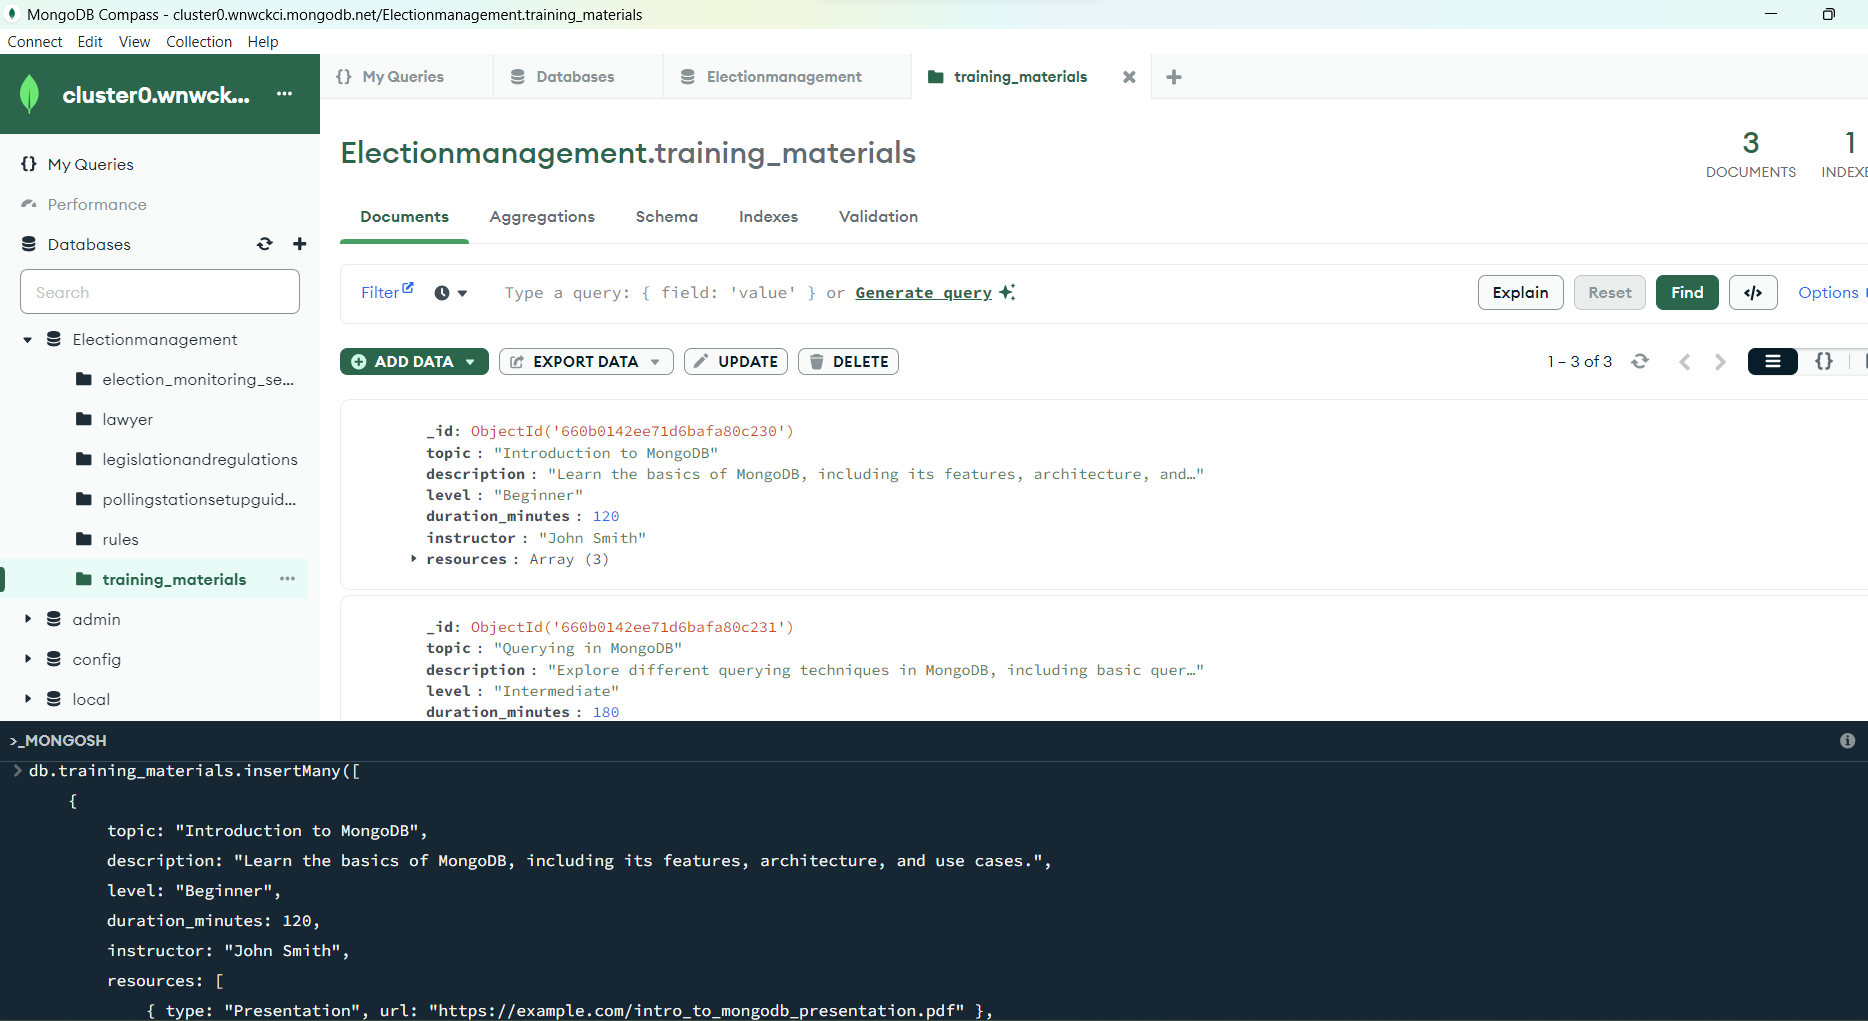 MongoDB Compass - cluster0.wnwckci.mongodb.net/Electionmanagement.training_materials
Connect Edit View Collection Help
cluster0.wnwck... ···
My Queries
Performance
Databases
Search
Electionmanagement
election_monitoring_se...
lawyer
legislationandregulations
pollingstationsetupguid...
rules
training_materials ···
admin
config
local
{} My Queries
Databases
Electionmanagement
training_materials
Electionmanagement.training_materials
3
DOCUMENTS
1
INDEXE
Documents Aggregations Schema Indexes Validation
Filter Type a query: { field: 'value' } or Generate query Explain Reset Find </> Options
ADD DATA EXPORT DATA UPDATE DELETE 1 – 3 of 3 {}
_id: ObjectId('660b0142ee71d6bafa80c230')
topic : "Introduction to MongoDB"
description : "Learn the basics of MongoDB, including its features, architecture, and…"
level : "Beginner"
duration_minutes : 120
instructor : "John Smith"
resources : Array (3)
_id: ObjectId('660b0142ee71d6bafa80c231')
topic : "Querying in MongoDB"
description : "Explore different querying techniques in MongoDB, including basic quer…"
level : "Intermediate"
duration_minutes : 180
>_MONGOSH
> db.training_materials.insertMany([
{
topic: "Introduction to MongoDB",
description: "Learn the basics of MongoDB, including its features, architecture, and use cases.",
level: "Beginner",
duration_minutes: 120,
instructor: "John Smith",
resources: [
{ type: "Presentation", url: "https://example.com/intro_to_mongodb_presentation.pdf" },